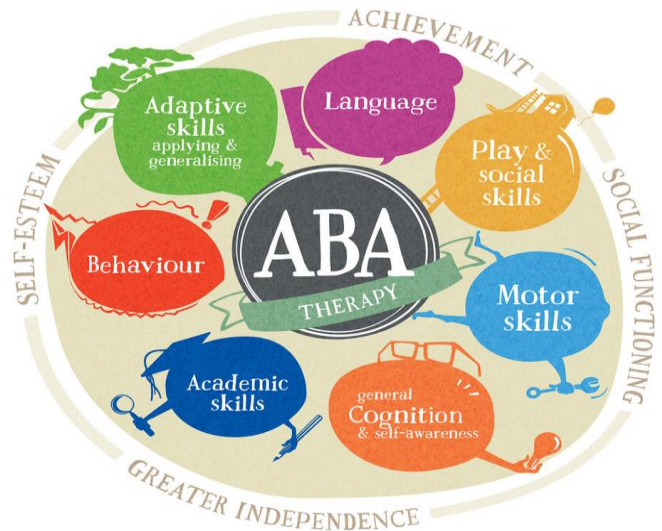 ACHIEVEMENT
SELF-ESTEEM
SOCIAL FUNCTIONING
GREATER INDEPENDENCE
Adaptive
skills
applying &
generalising
Language
Play &
social
skills
Behaviour
ABA
THERAPY
Motor
skills
Academic
skills
general
Cognition
& self-awareness